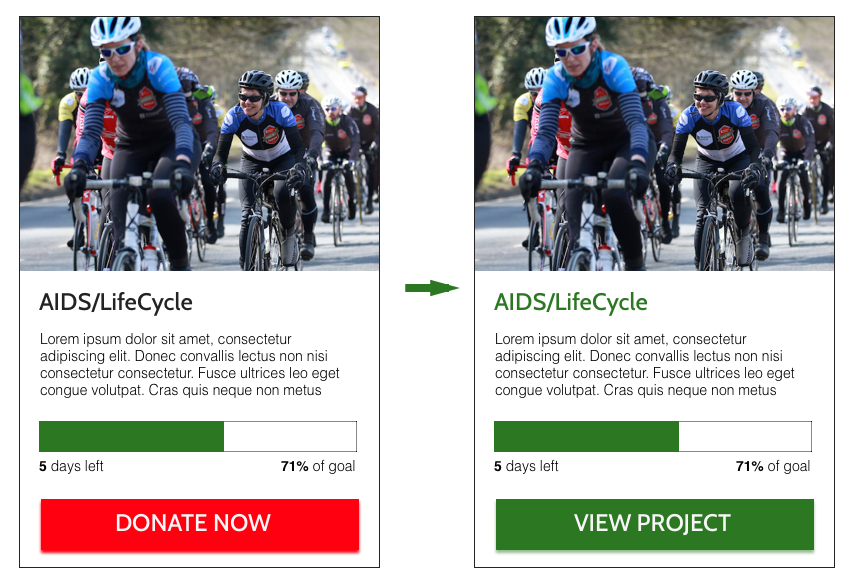 AIDS/LifeCycle
Lorem ipsum dolor sit amet, consectetur
adipiscing elit. Donec convallis lectus non nisi
consectetur consectetur. Fusce ultrices leo eget
congue volutpat. Cras quis neque non metus
5 days left
71% of goal
DONATE NOW
AIDS/LifeCycle
Lorem ipsum dolor sit amet, consectetur
adipiscing elit. Donec convallis lectus non nisi
consectetur consectetur. Fusce ultrices leo eget
congue volutpat. Cras quis neque non metus
5 days left
71% of goal
VIEW PROJECT